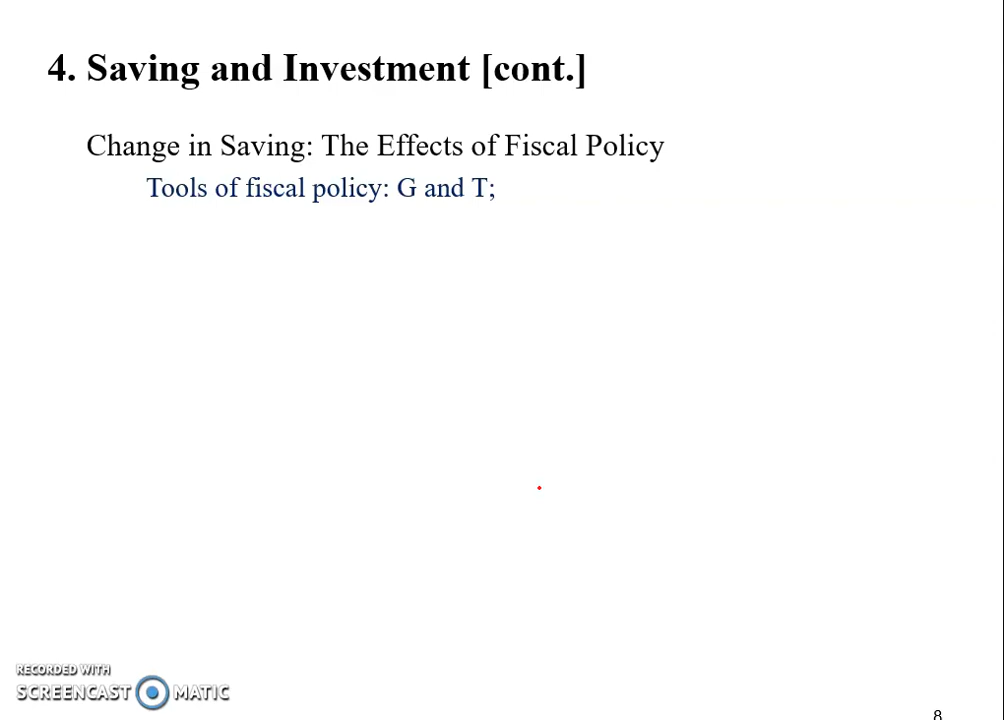 4. Saving and Investment [cont.]
Change in Saving: The Effects of Fiscal Policy
Tools of fiscal policy: G and T;
RECORDED WITH
SCREENCAST MATIC
8